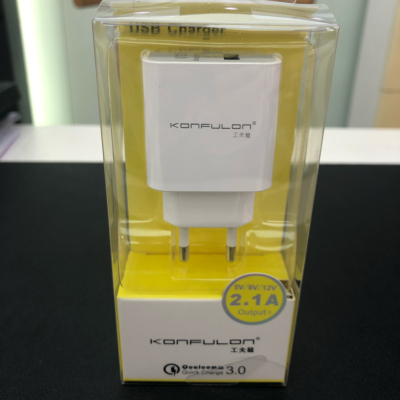 USB Charger
KONFULON®
工夫龍
5V/9V/12V
2.1A
Output
KONFULON®
工夫龍
Qualcomm
Quick Charge 3.0